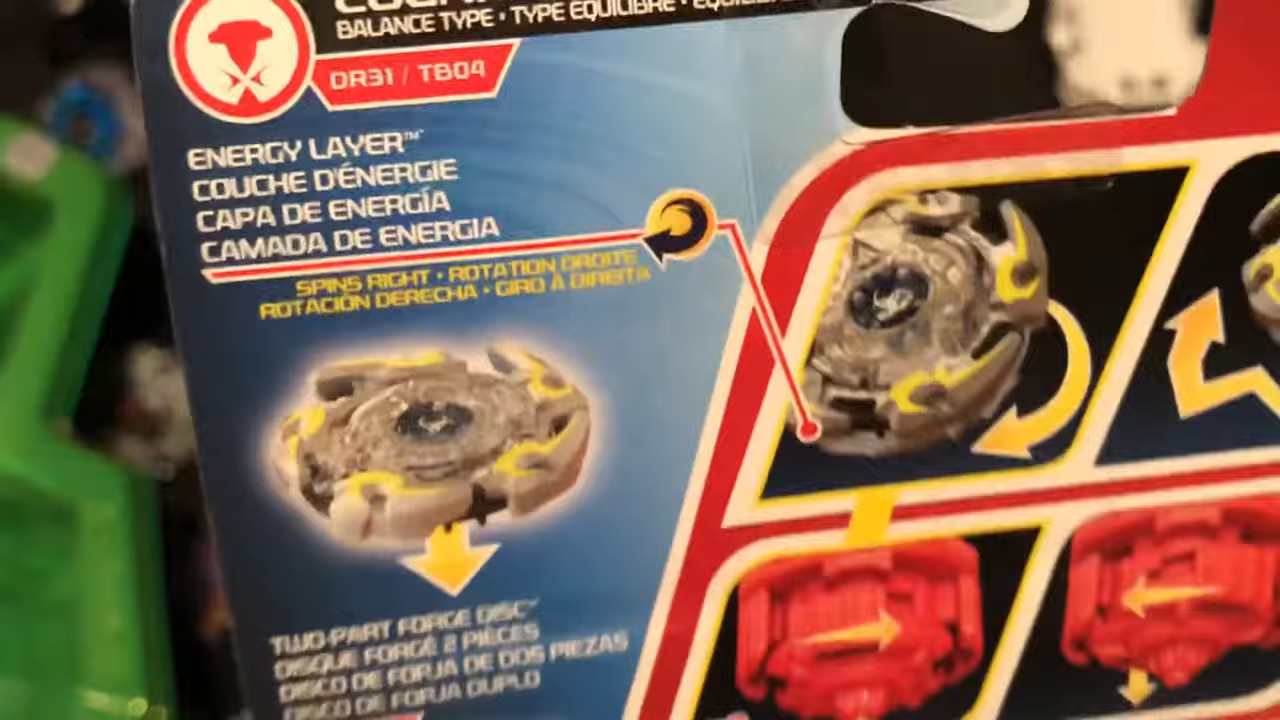 BALANCE TYPE • TYPE ÉQUILIBRE •
DR31 / TB04
ENERGY LAYER™
COUCHE D'ÉNERGIE
CAPA DE ENERGÍA
CAMADA DE ENERGIA
SPINS RIGHT • ROTATION DROITE
ROTACIÓN DERECHA • GIRO À DIREITA
TWO-PART FORGE DISC™
DISQUE FORGE 2 PIÈCES
DISCO DE FORJA DE DOS PIEZAS
DISCO DE FORJA DUPLO